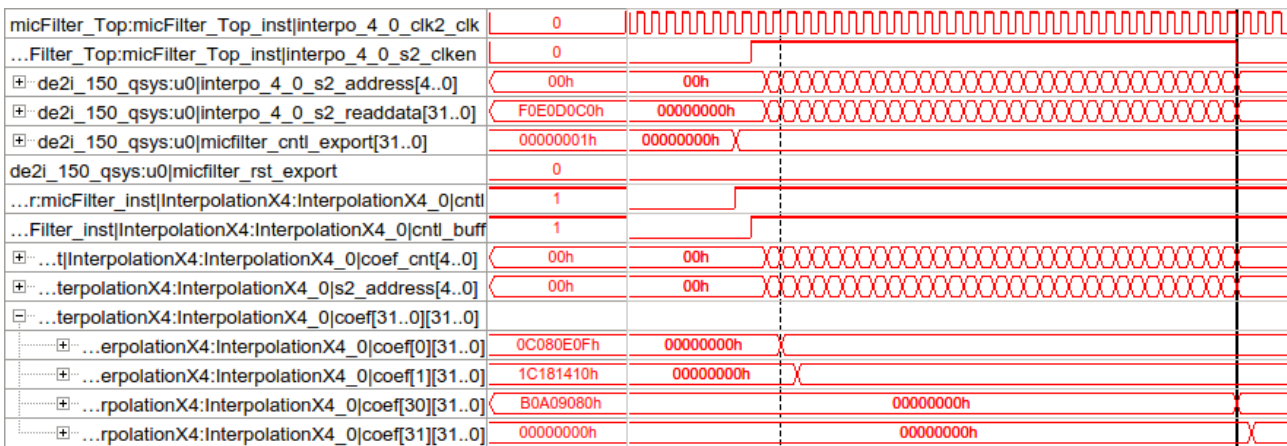 micFilter_Top:micFilter_Top_inst|interpo_4_0_clk2_clk 0
...Filter_Top:micFilter_Top_inst|interpo_4_0_s2_clken 0
de2i_150_qsys:u0|interpo_4_0_s2_address[4..0] 00h 00h
de2i_150_qsys:u0|interpo_4_0_s2_readdata[31..0] F0E0D0C0h 00000000h
de2i_150_qsys:u0|micfilter_cntl_export[31..0] 00000001h 00000000h
de2i_150_qsys:u0|micfilter_rst_export 0
...r:micFilter_inst|InterpolationX4:InterpolationX4_0|cntl 1
...Filter_inst|InterpolationX4:InterpolationX4_0|cntl_buff 1
...t|InterpolationX4:InterpolationX4_0|coef_cnt[4..0] 00h 00h
...terpolationX4:InterpolationX4_0|s2_address[4..0] 00h 00h
...terpolationX4:InterpolationX4_0|coef[31..0][31..0]
...erpolationX4:InterpolationX4_0|coef[0][31..0] 0C080E0Fh 00000000h
...erpolationX4:InterpolationX4_0|coef[1][31..0] 1C181410h 00000000h
...rpolationX4:InterpolationX4_0|coef[30][31..0] B0A09080h 00000000h
...rpolationX4:InterpolationX4_0|coef[31][31..0] 00000000h 00000000h